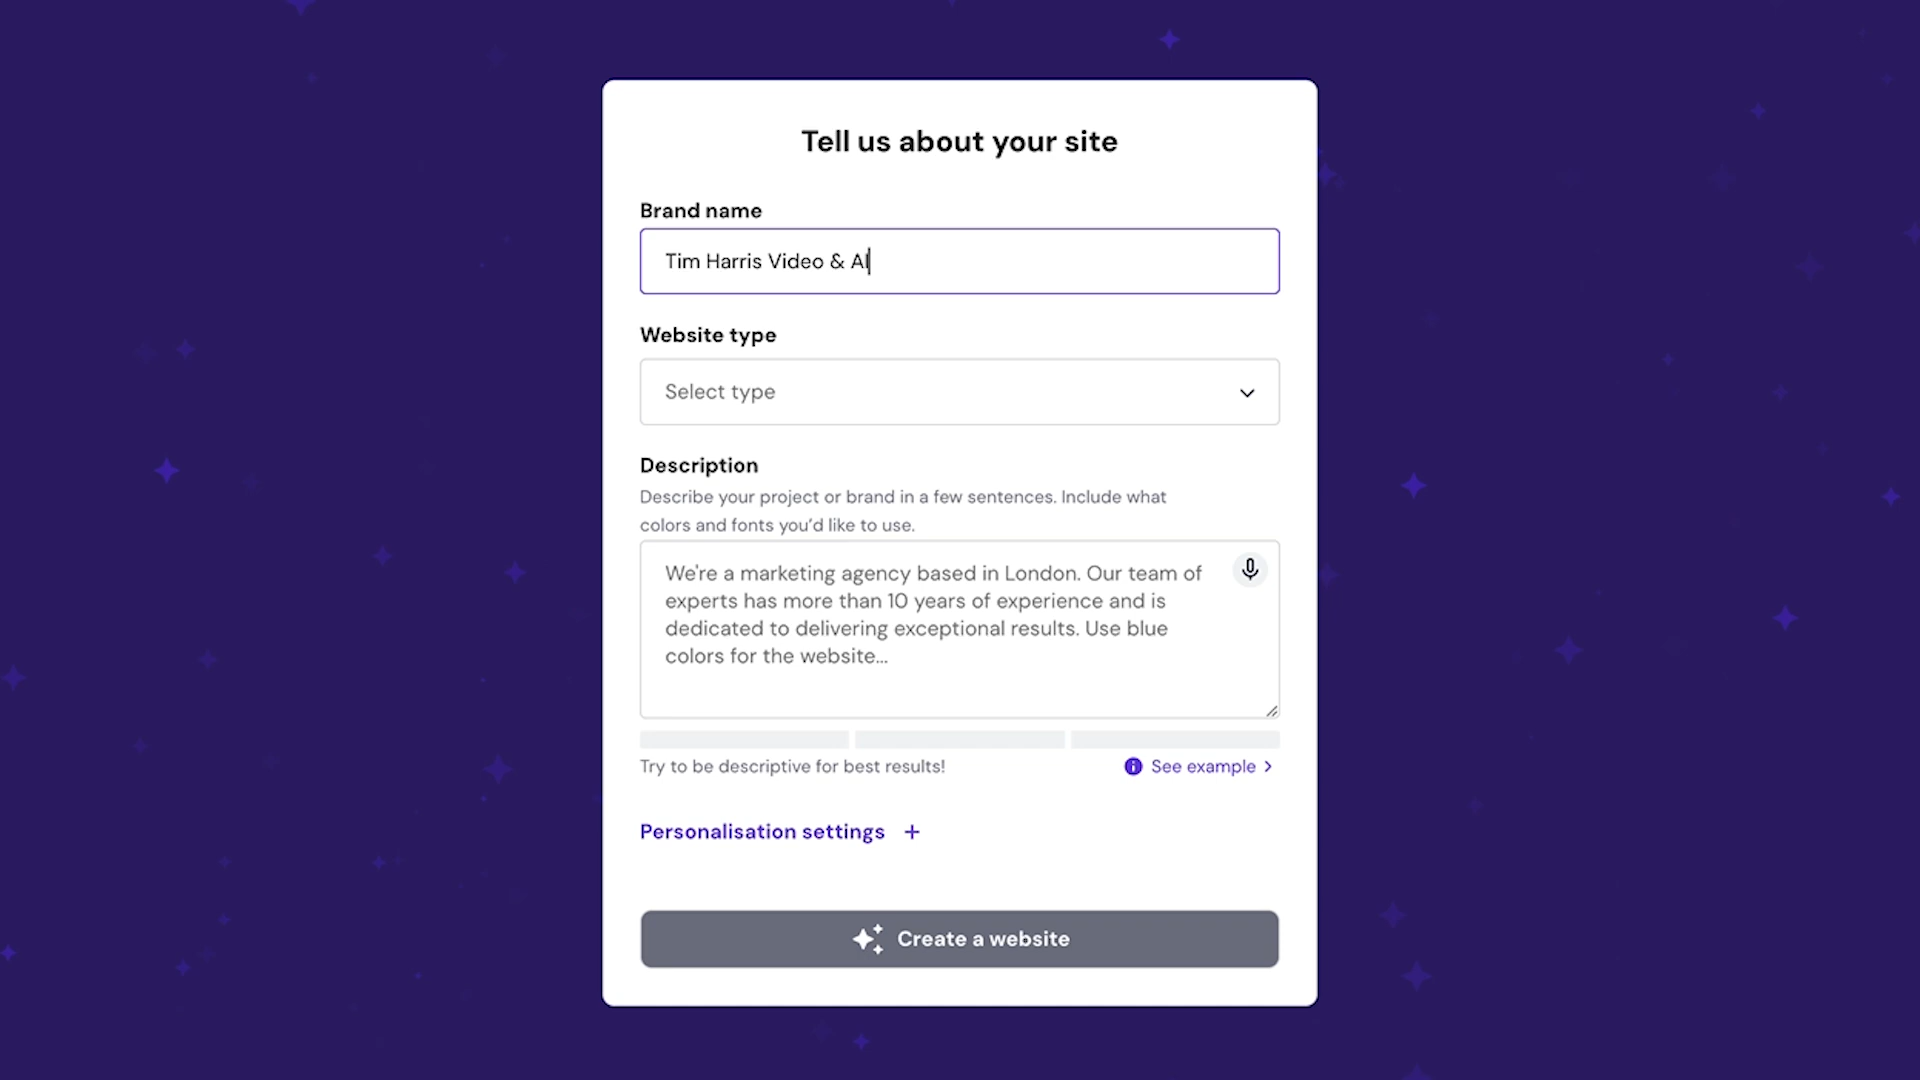 Tell us about your site
Brand name
Tim Harris Video & AI
Website type
Select type
Description
Describe your project or brand in a few sentences. Include what
colors and fonts you’d like to use.
We're a marketing agency based in London. Our team of
experts has more than 10 years of experience and is
dedicated to delivering exceptional results. Use blue
colors for the website...
Try to be descriptive for best results!
See example
Personalisation settings +
Create a website